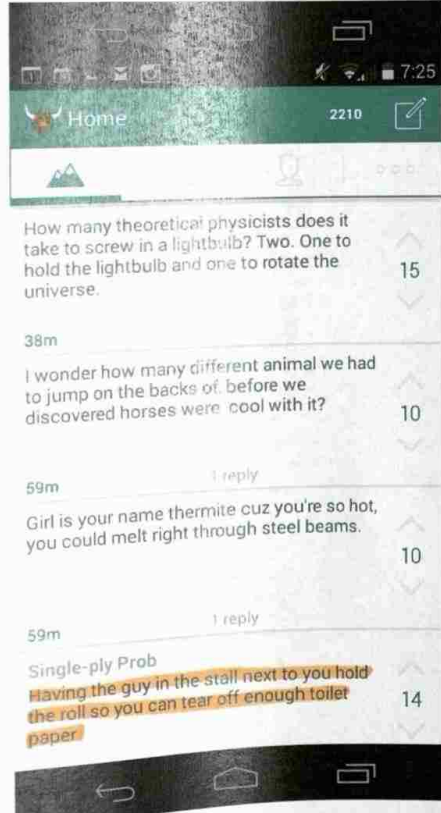 7:25
Home
2210
How many theoretical physicists does it
take to screw in a lightbulb? Two. One to
hold the lightbulb and one to rotate the
universe.
15
38m
I wonder how many different animal we had
to jump on the backs of, before we
discovered horses were cool with it?
10
59m
1 reply
Girl is your name thermite cuz you're so hot,
you could melt right through steel beams.
10
59m
1 reply
Single-ply Prob
Having the guy in the stall next to you hold
the roll so you can tear off enough toilet
paper
14